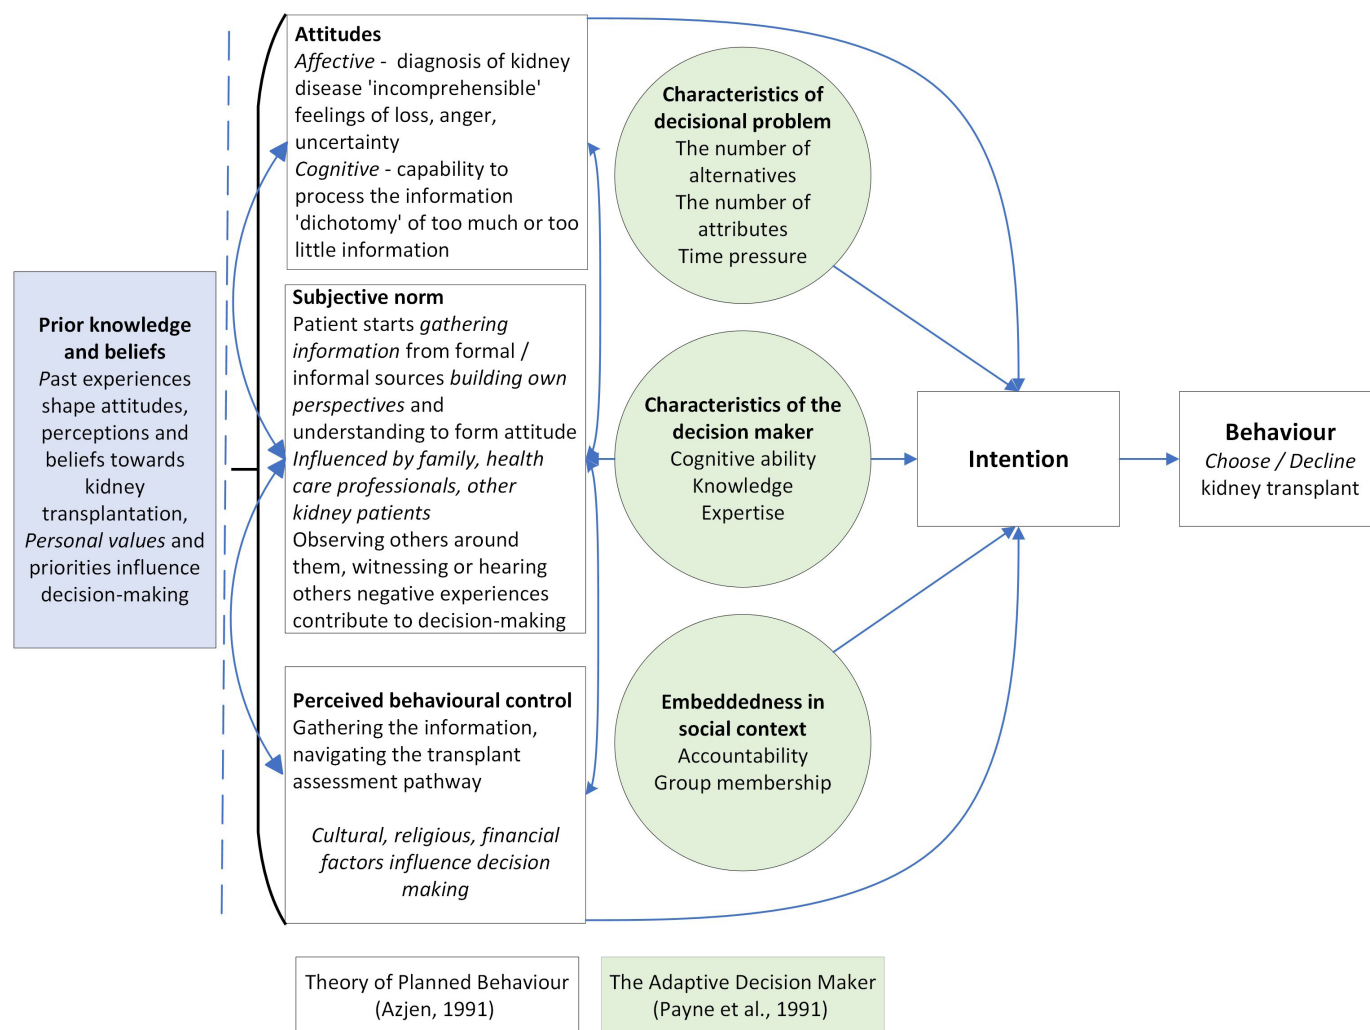 Prior knowledge
and beliefs
Past experiences
shape attitudes,
perceptions and
beliefs towards
kidney
transplantation,
Personal values and
priorities influence
decision-making
Attitudes
Affective - diagnosis of kidney
disease 'incomprehensible'
feelings of loss, anger,
uncertainty
Cognitive - capability to
process the information
'dichotomy' of too much or too
little information
Subjective norm
Patient starts gathering
information from formal /
informal sources building own
perspectives and
understanding to form attitude
Influenced by family, health
care professionals, other
kidney patients
Observing others around
them, witnessing or hearing
others negative experiences
contribute to decision-making
Perceived behavioural control
Gathering the information,
navigating the transplant
assessment pathway
Cultural, religious, financial
factors influence decision
making
Characteristics of
decisional problem
The number of
alternatives
The number of
attributes
Time pressure
Characteristics of the
decision maker
Cognitive ability
Knowledge
Expertise
Embeddedness in
social context
Accountability
Group membership
Intention
Behaviour
Choose / Decline
kidney transplant
Theory of Planned Behaviour
(Azjen, 1991)
The Adaptive Decision Maker
(Payne et al., 1991)